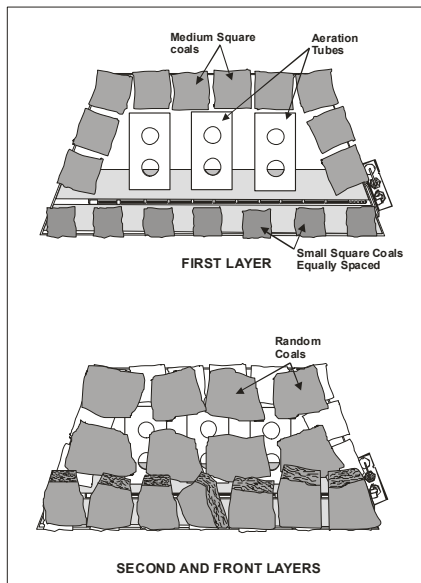 Medium Square
coals
Aeration
Tubes
Small Square Coals
Equally Spaced
FIRST LAYER
Random
Coals
SECOND AND FRONT LAYERS